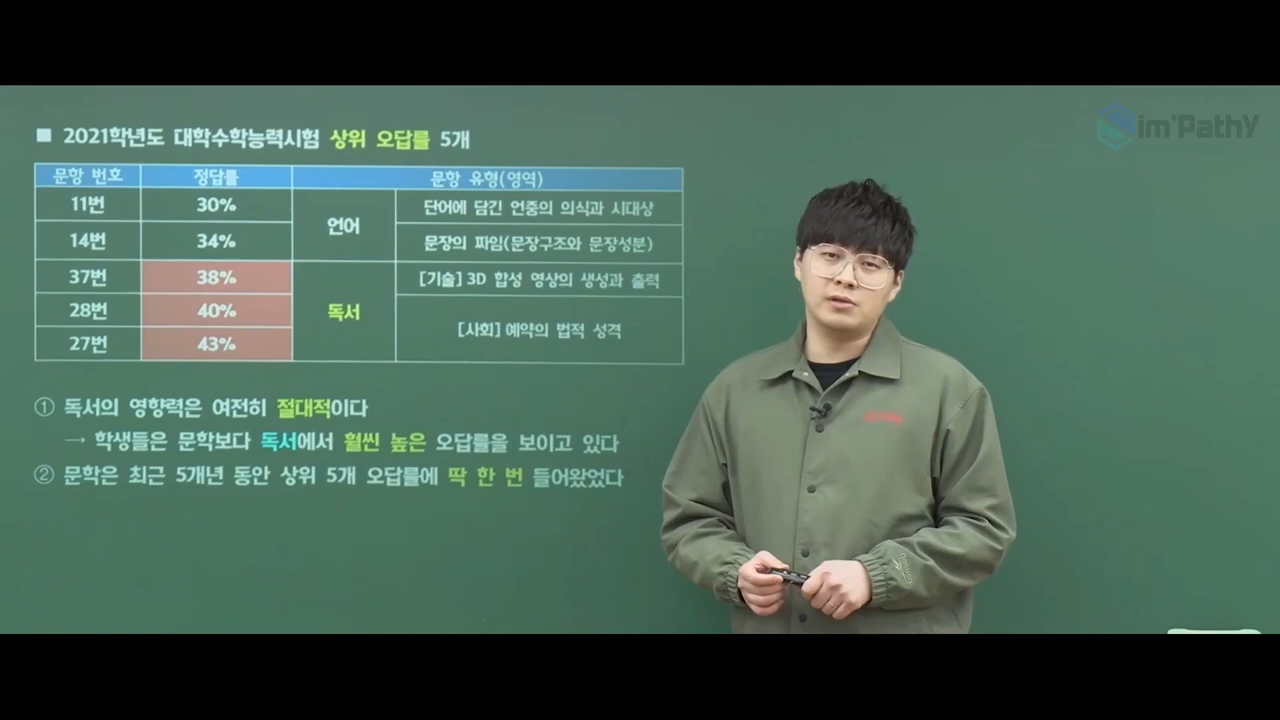 im'PathY
■ 2021학년도 대학수학능력시험 상위 오답률 5개
문항 번호 정답률 문항 유형(영역)
11번 30% 언어 단어에 담긴 언중의 의식과 시대상
14번 34% 문장의 짜임(문장구조와 문장성분)
37번 38% 독서 [기술] 3D 합성 영상의 생성과 출력
28번 40% [사회] 예약의 법적 성격
27번 43%
① 독서의 영향력은 여전히 절대적이다
→ 학생들은 문학보다 독서에서 훨씬 높은 오답률을 보이고 있다
② 문학은 최근 5개년 동안 상위 5개 오답률에 딱 한 번 들어왔었다